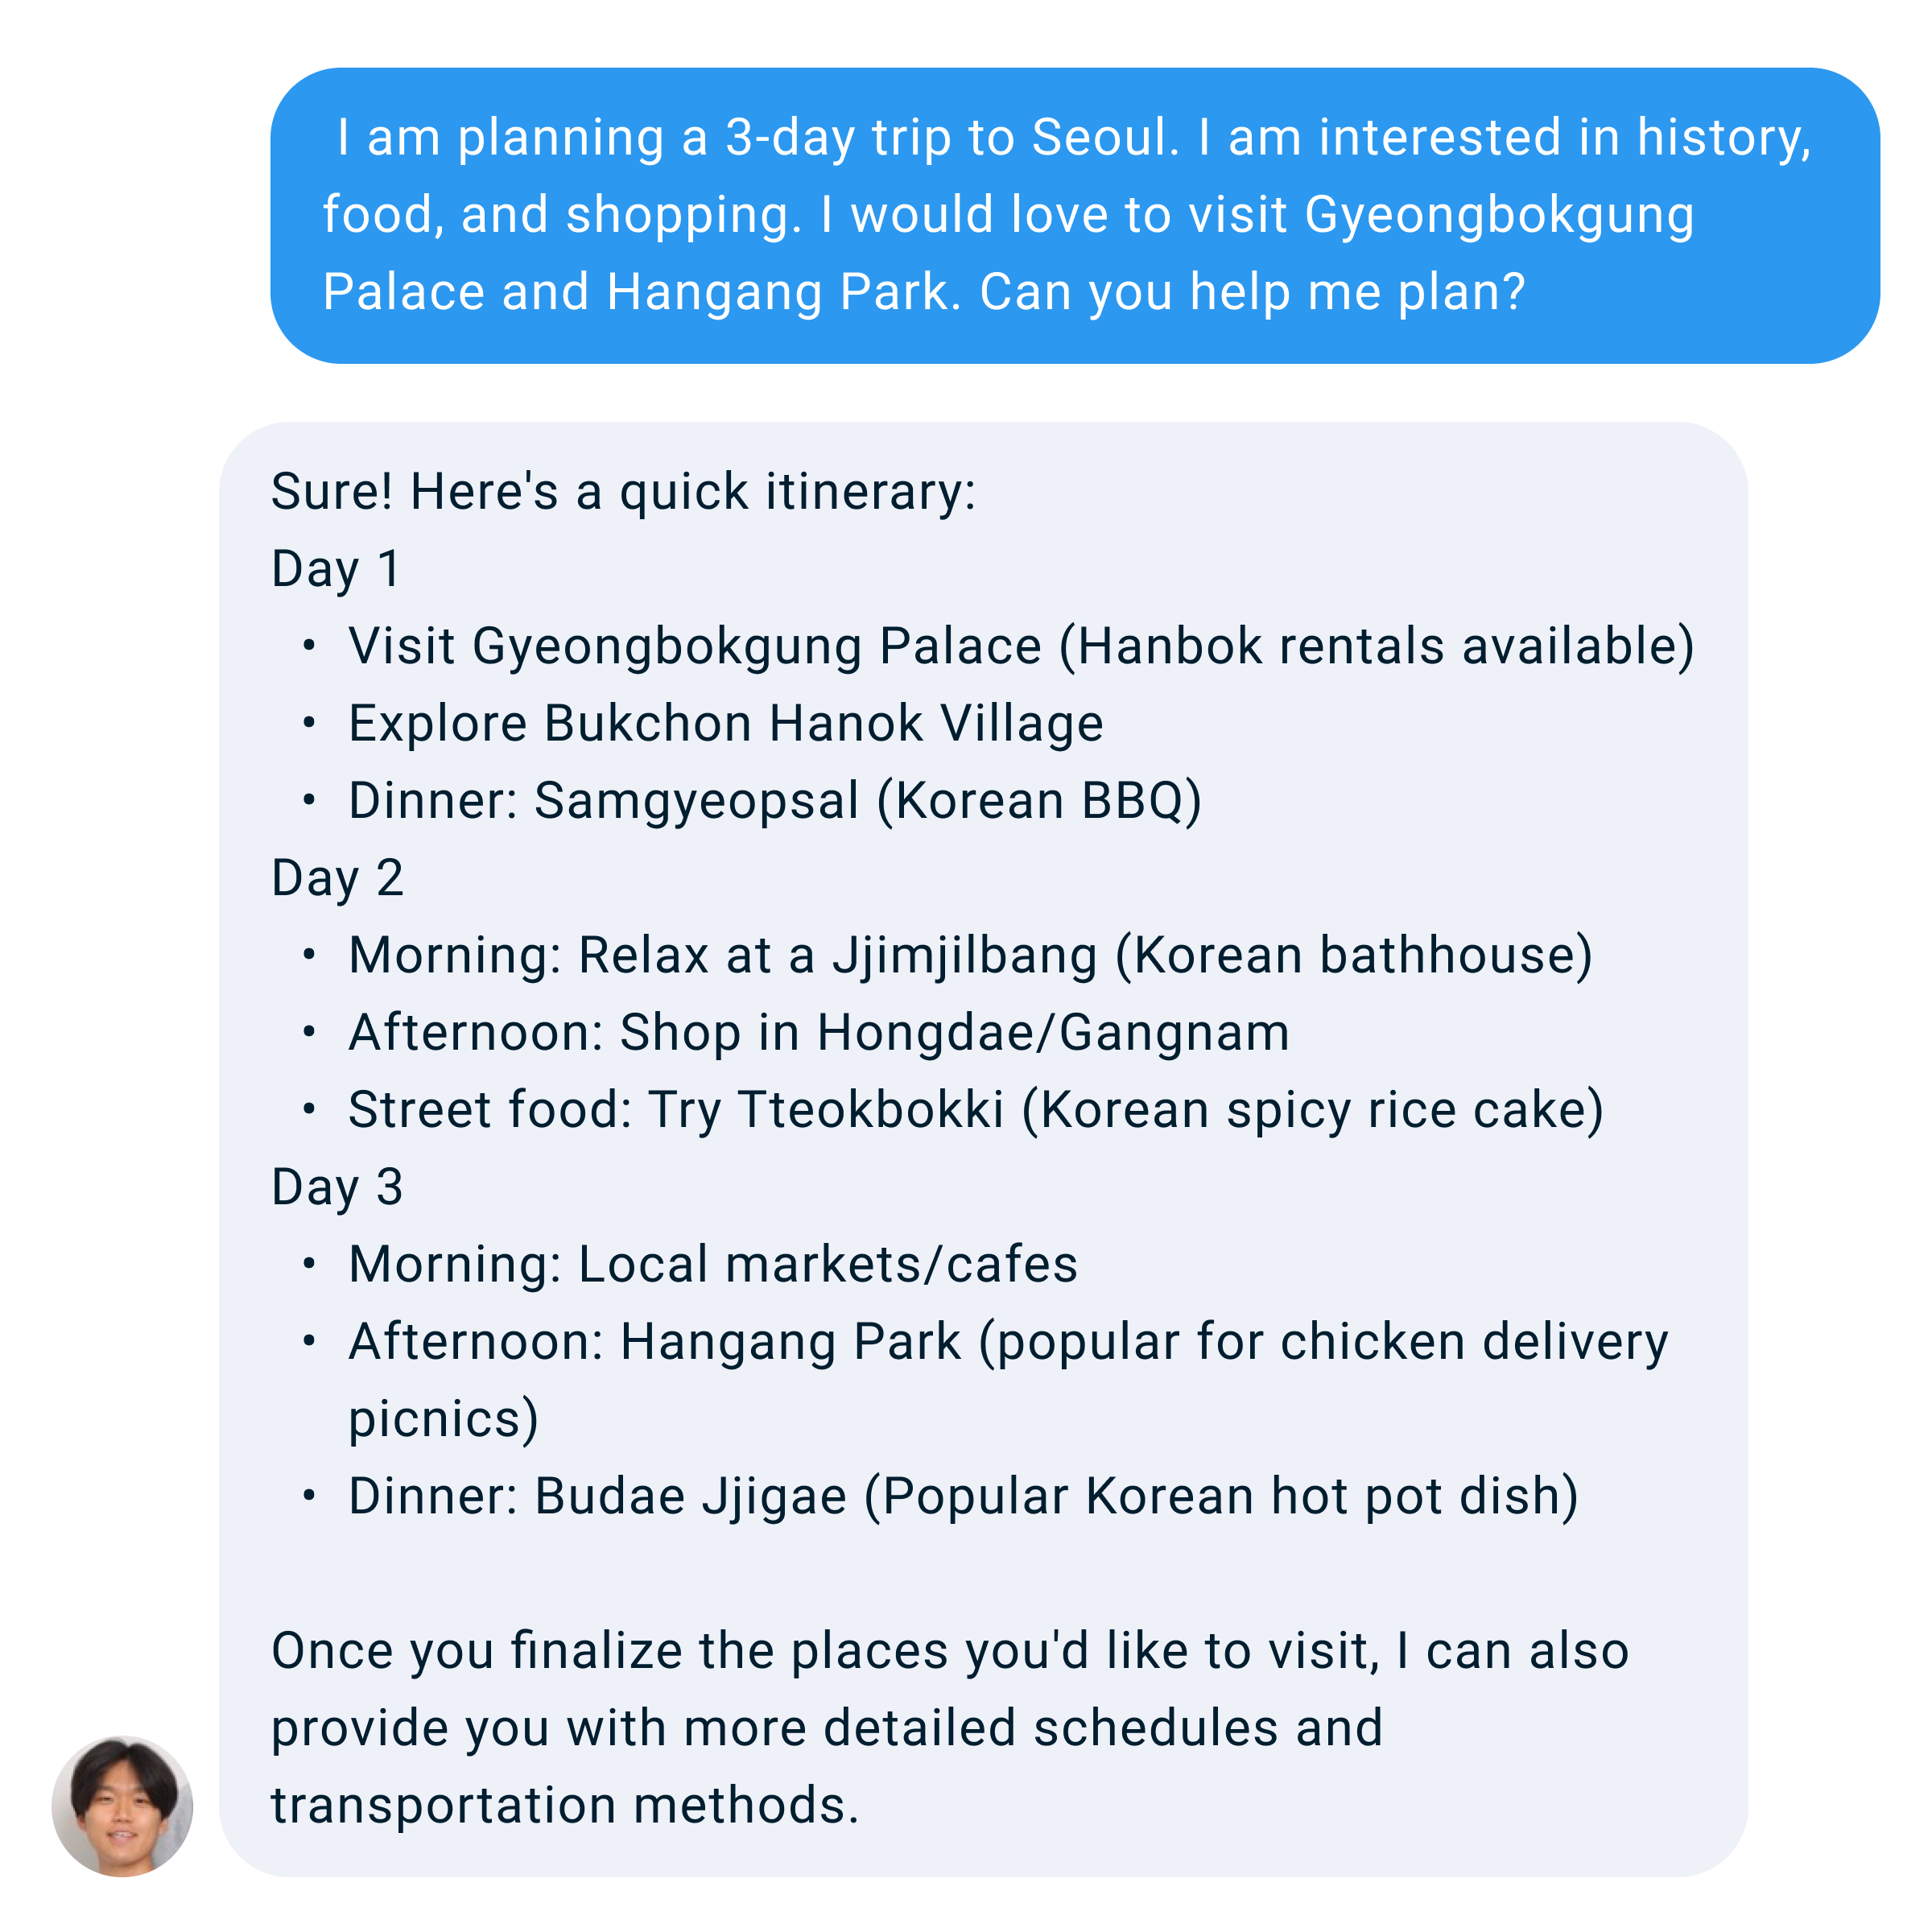 I am planning a 3-day trip to Seoul. I am interested in history,
food, and shopping. I would love to visit Gyeongbokgung
Palace and Hangang Park. Can you help me plan?
Sure! Here's a quick itinerary:
Day 1
• Visit Gyeongbokgung Palace (Hanbok rentals available)
• Explore Bukchon Hanok Village
• Dinner: Samgyeopsal (Korean BBQ)
Day 2
• Morning: Relax at a Jjimjilbang (Korean bathhouse)
• Afternoon: Shop in Hongdae/Gangnam
• Street food: Try Tteokbokki (Korean spicy rice cake)
Day 3
• Morning: Local markets/cafes
• Afternoon: Hangang Park (popular for chicken delivery
picnics)
• Dinner: Budae Jjigae (Popular Korean hot pot dish)
Once you finalize the places you'd like to visit, I can also
provide you with more detailed schedules and
transportation methods.